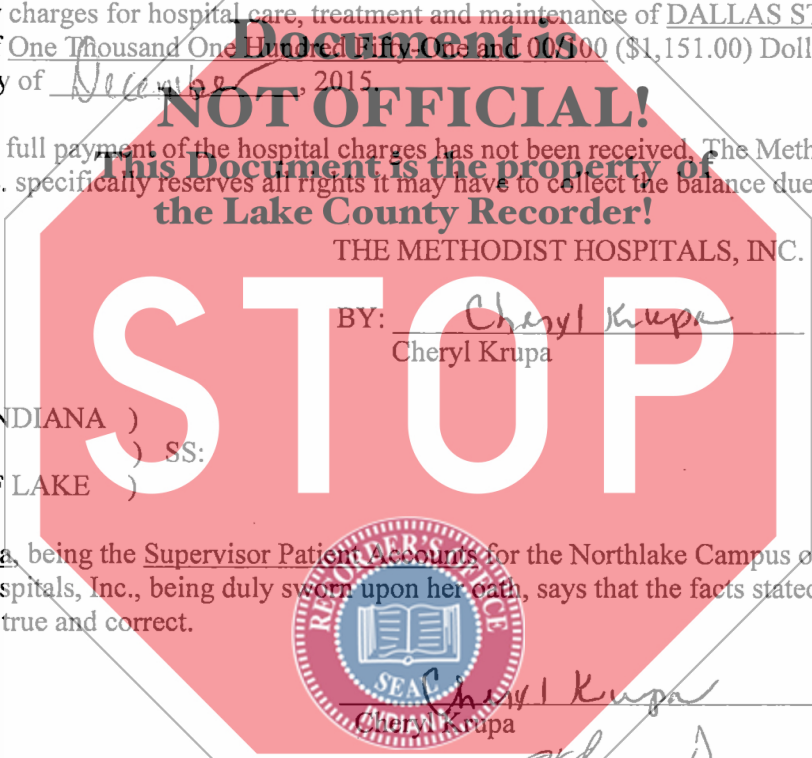 charges for hospital care, treatment and maintenance of DALLAS
Document is
One Thousand One Hundred Fifty-One and 00/100 ($1,151.00) Doll
of December, 2015.
NOT OFFICIAL!
full payment of the hospital charges has not been received, The Meth
This Document is the property of
specifically reserves all rights it may have to collect the balance due
the Lake County Recorder!
THE METHODIST HOSPITALS, INC.
STOP
BY: Cheryl Krupa
Cheryl Krupa
NDIANA )
) SS:
LAKE )
a, being the Supervisor Patient Accounts for the Northlake Campus o
spitals, Inc., being duly sworn upon her oath, says that the facts stated
true and correct.
RECORDER'S OFFICE
SEAL
Cheryl Krupa
Cheryl Krupa